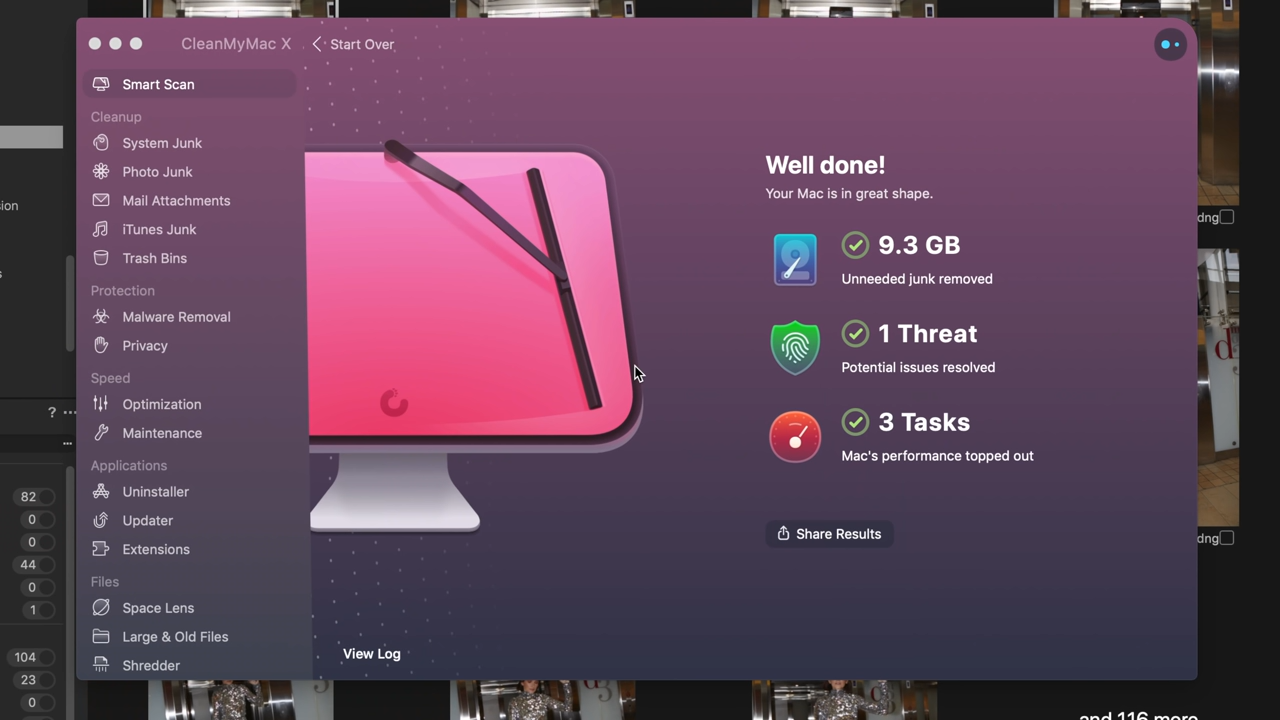 CleanMyMac X
Start Over
Smart Scan
Cleanup
System Junk
Photo Junk
Mail Attachments
iTunes Junk
Trash Bins
Protection
Malware Removal
Privacy
Speed
Optimization
Maintenance
Applications
Uninstaller
Updater
Extensions
Files
Space Lens
Large & Old Files
Shredder
Well done!
Your Mac is in great shape.
9.3 GB
Unneeded junk removed
1 Threat
Potential issues resolved
3 Tasks
Mac's performance topped out
Share Results
View Log
sion
s
? ...
...
82
0
0
44
0
1
104
23
0
dng
dng
and 116 more